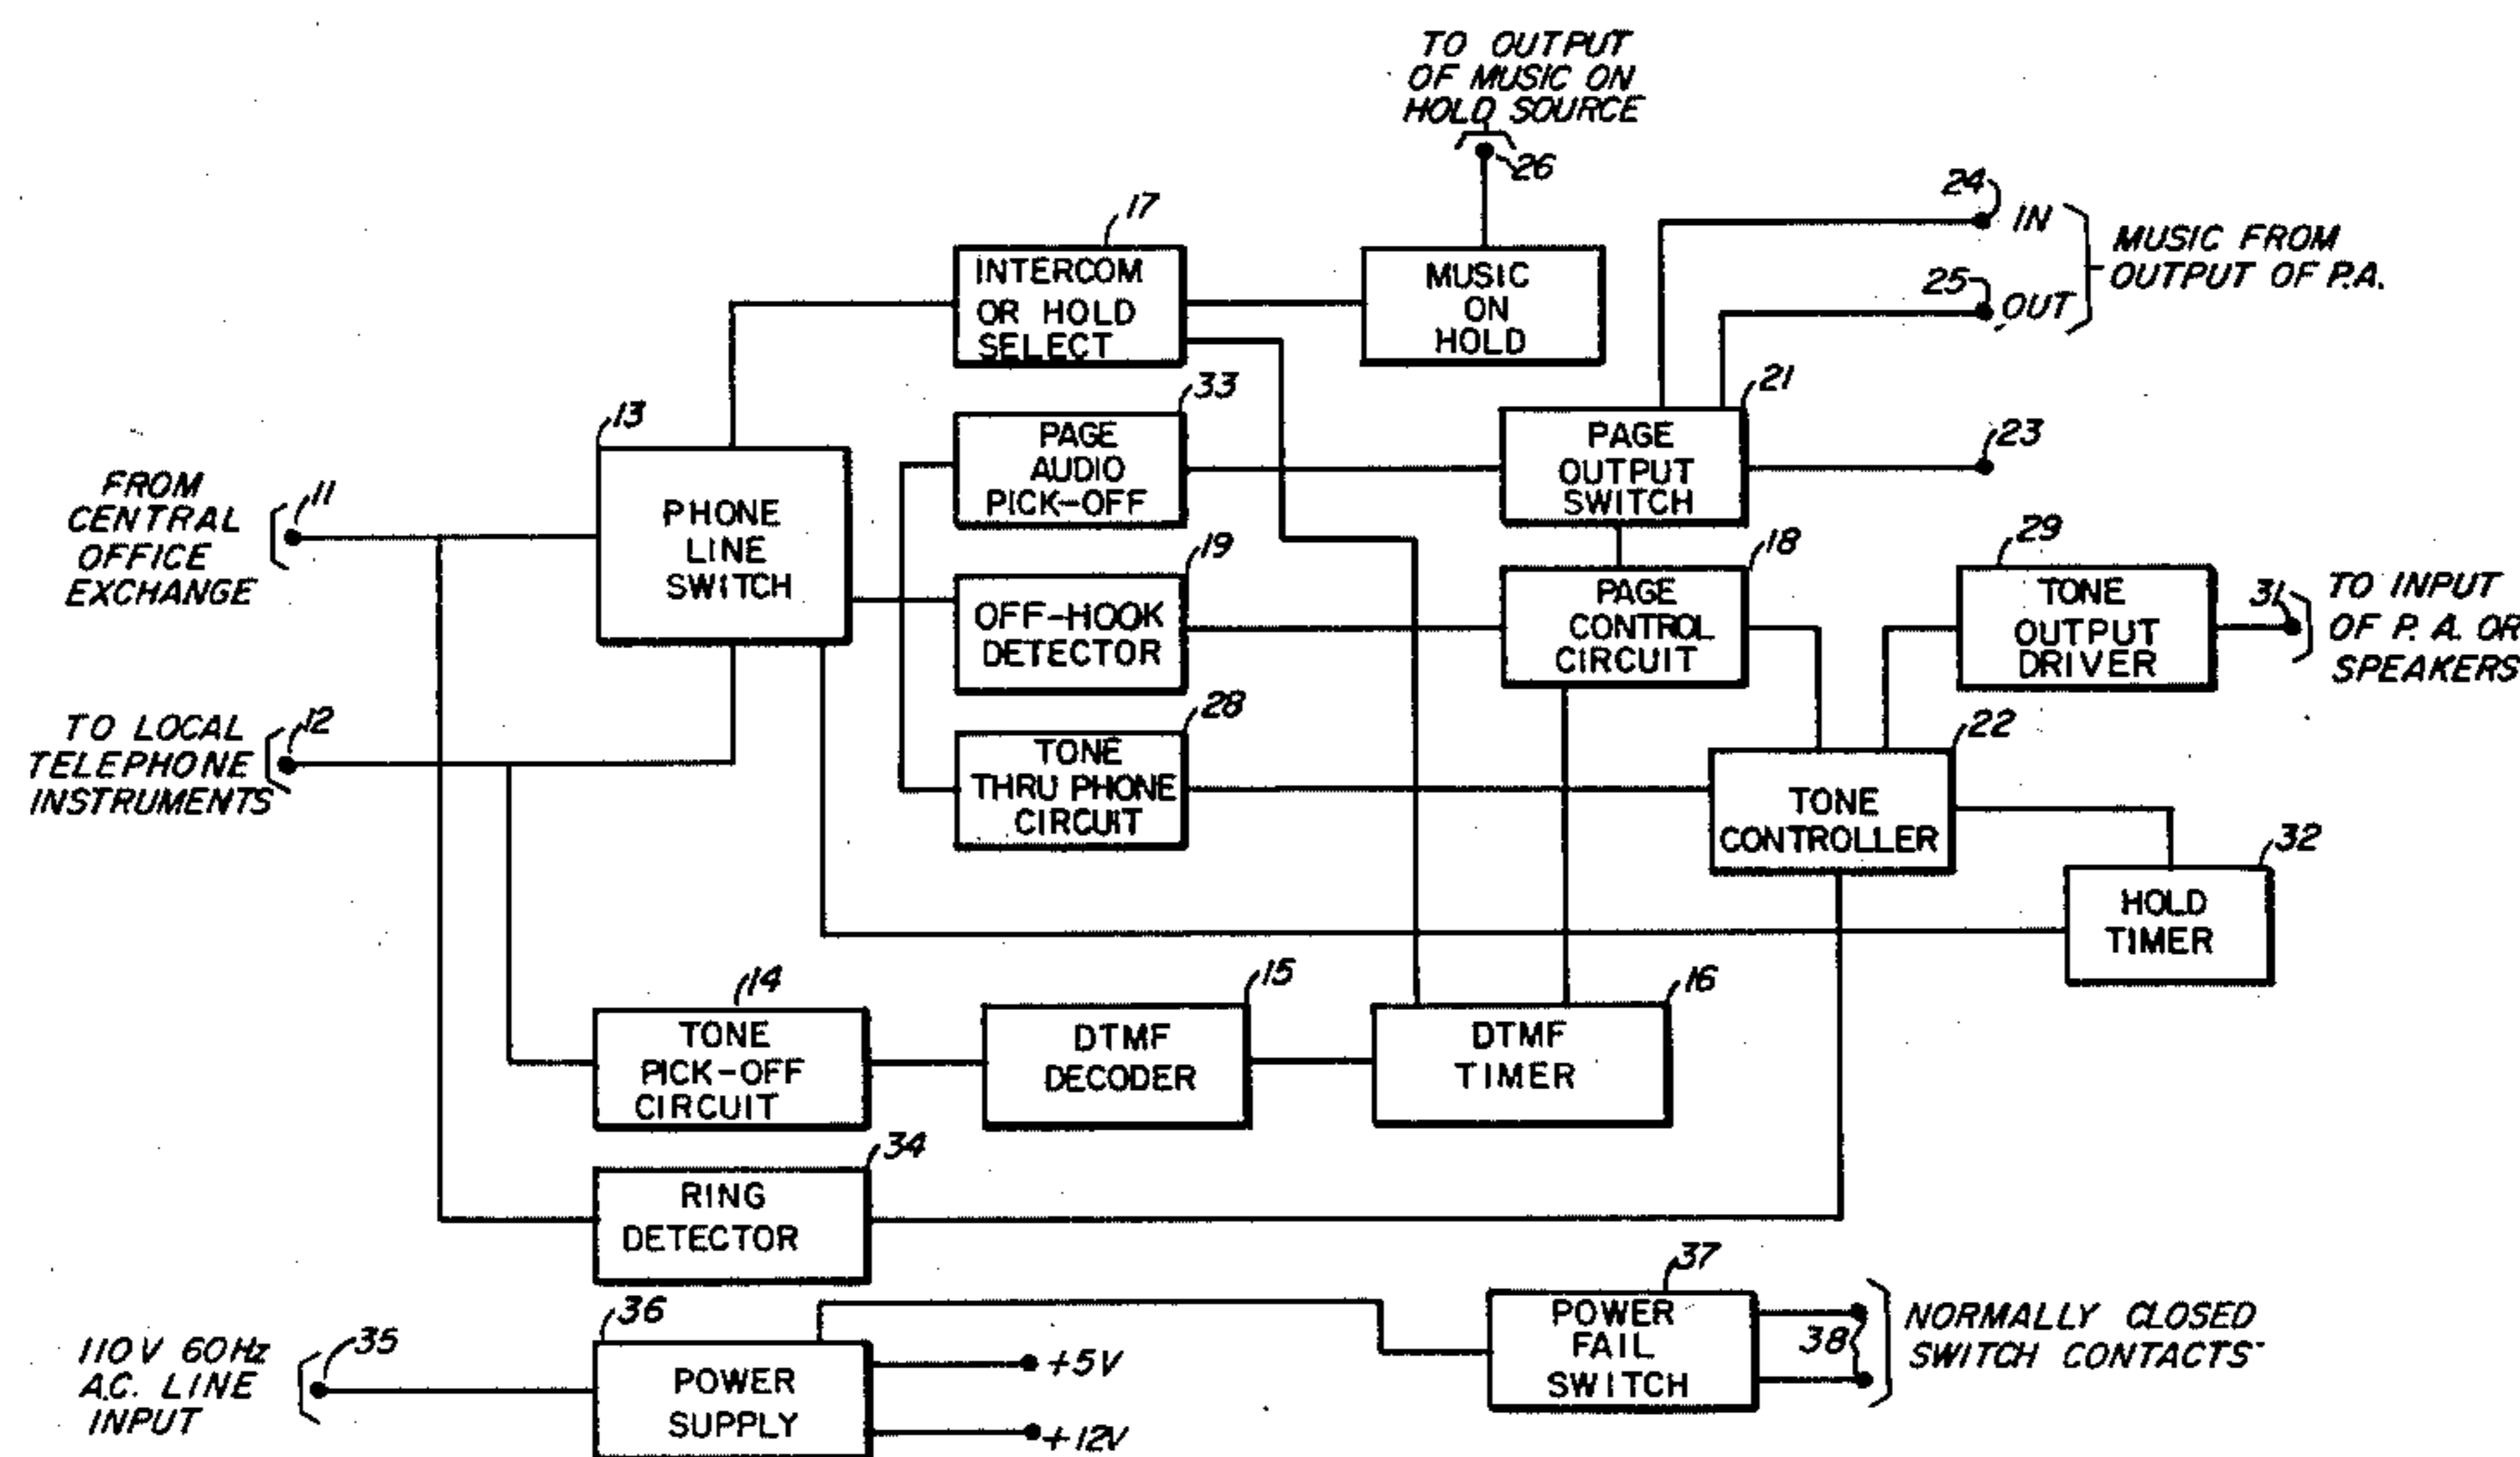 TO OUTPUT
OF MUSIC ON
HOLD SOURCE
26
24
IN
25
OUT
MUSIC FROM
OUTPUT OF P.A.
17
INTERCOM
OR HOLD
SELECT
MUSIC
ON
HOLD
33
PAGE
AUDIO
PICK-OFF
21
PAGE
OUTPUT
SWITCH
23
13
PHONE
LINE
SWITCH
FROM
CENTRAL
OFFICE
EXCHANGE
11
19
OFF-HOOK
DETECTOR
18
PAGE
CONTROL
CIRCUIT
29
TONE
OUTPUT
DRIVER
31
TO INPUT
OF P. A. OR
SPEAKERS
TO LOCAL
TELEPHONE
INSTRUMENTS
12
28
TONE
THRU PHONE
CIRCUIT
22
TONE
CONTROLLER
32
HOLD
TIMER
14
TONE
PICK-OFF
CIRCUIT
15
DTMF
DECODER
16
DTMF
TIMER
34
RING
DETECTOR
37
POWER
FAIL
SWITCH
38
NORMALLY CLOSED
SWITCH CONTACTS
110V 60Hz
A.C. LINE
INPUT
35
36
POWER
SUPPLY
+5V
+12V